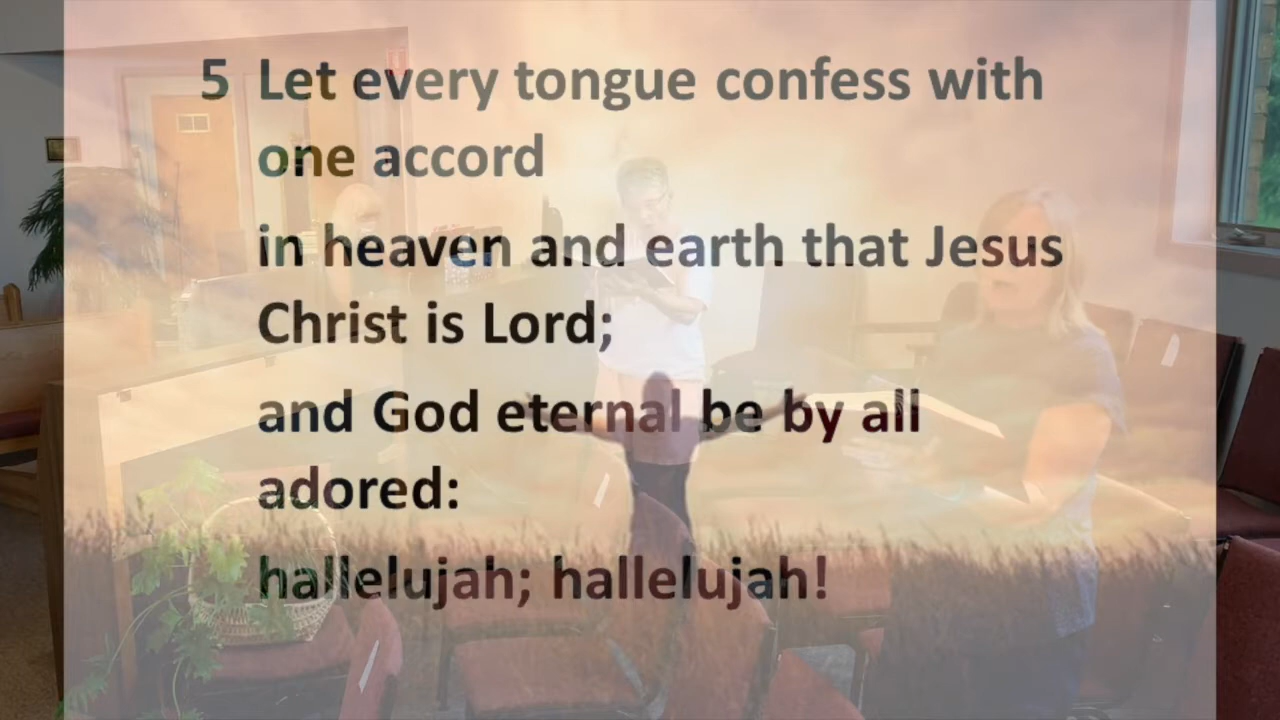 5 Let every tongue confess with
one accord
in heaven and earth that Jesus
Christ is Lord;
and God eternal be by all
adored:
hallelujah; hallelujah!